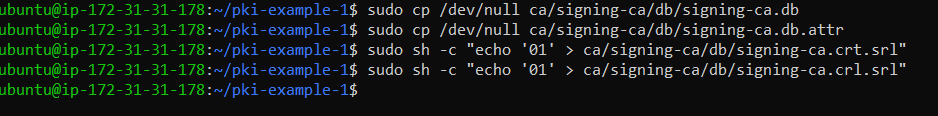 ubuntu@ip-172-31-31-178:~/pki-example-1$ sudo cp /dev/null ca/signing-ca/db/signing-ca.db
ubuntu@ip-172-31-31-178:~/pki-example-1$ sudo cp /dev/null ca/signing-ca/db/signing-ca.db.attr
ubuntu@ip-172-31-31-178:~/pki-example-1$ sudo sh -c "echo '01' > ca/signing-ca/db/signing-ca.crt.srl"
ubuntu@ip-172-31-31-178:~/pki-example-1$ sudo sh -c "echo '01' > ca/signing-ca/db/signing-ca.crl.srl"
ubuntu@ip-172-31-31-178:~/pki-example-1$